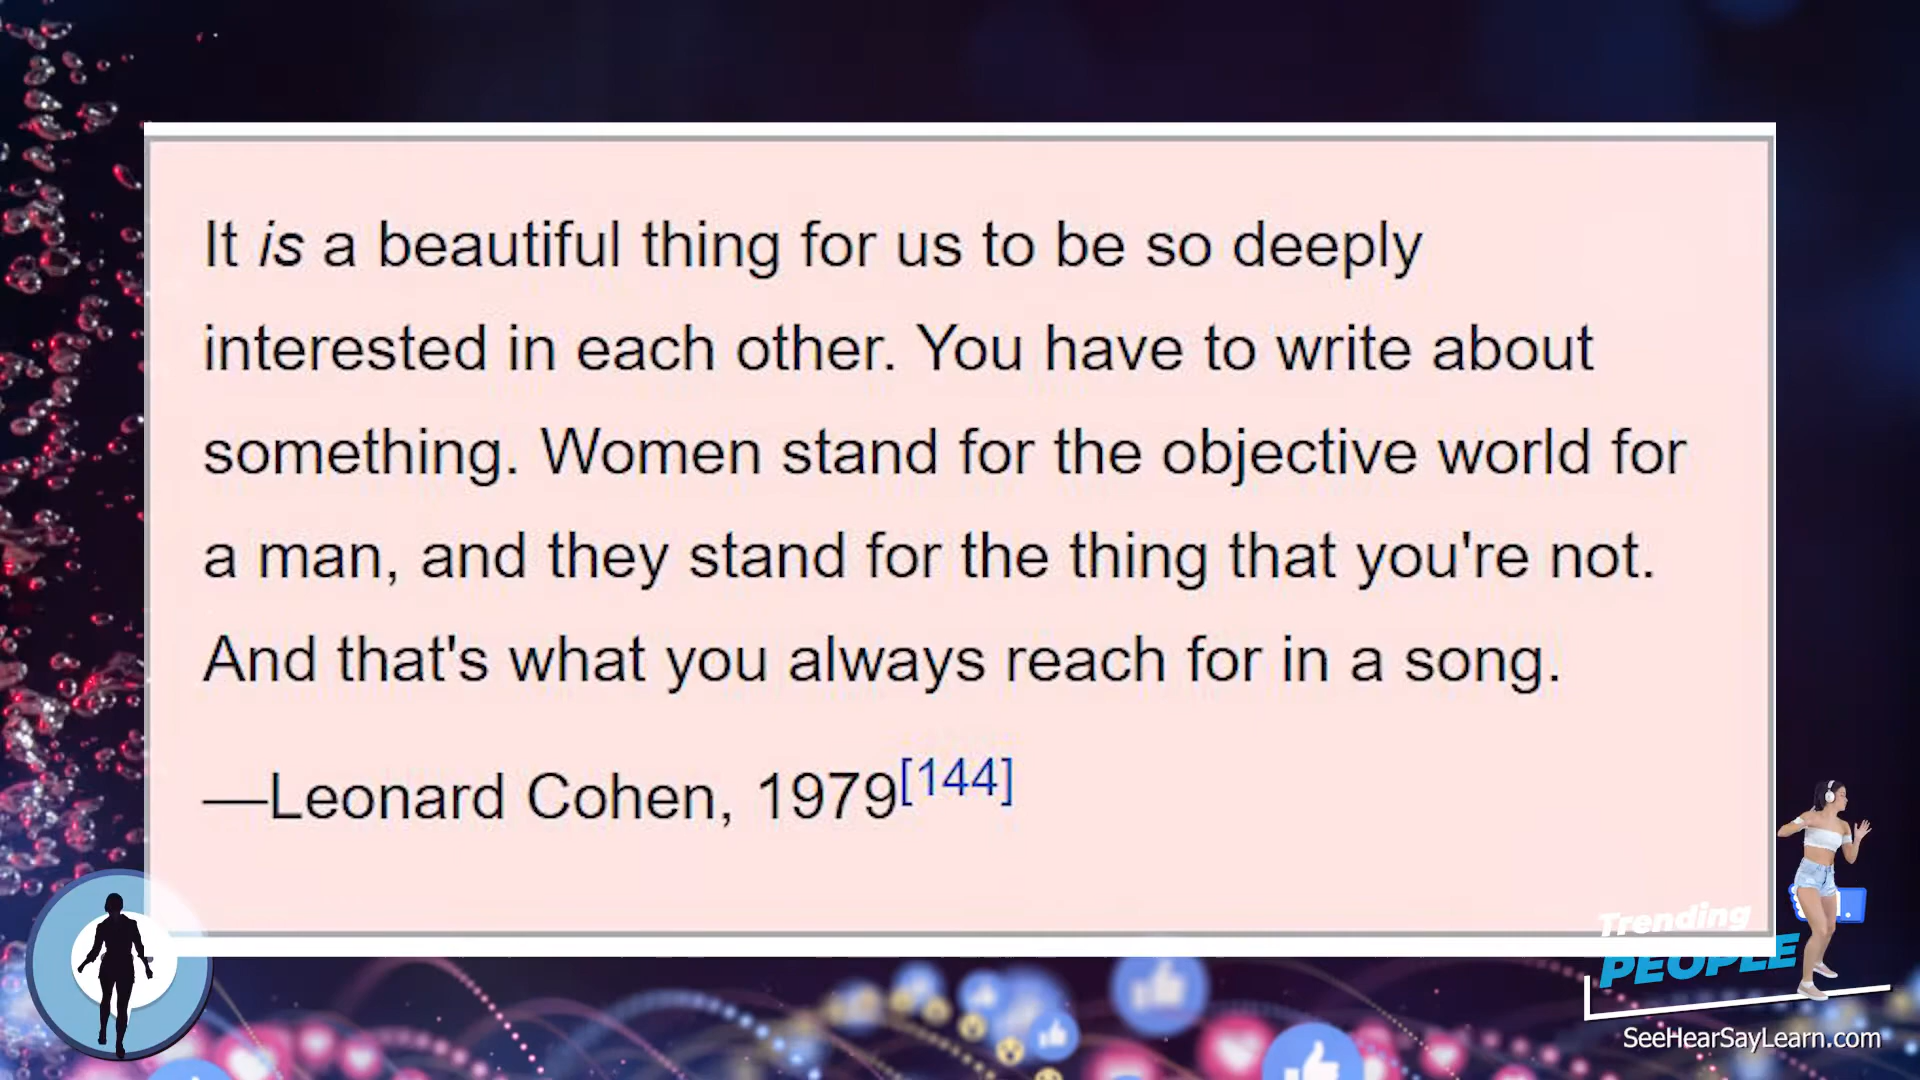 It is a beautiful thing for us to be so deeply
interested in each other. You have to write about
something. Women stand for the objective world for
a man, and they stand for the thing that you're not.
And that's what you always reach for in a song.
—Leonard Cohen, 1979[144]
Trending
PEOPLE
SeeHearSayLearn.com